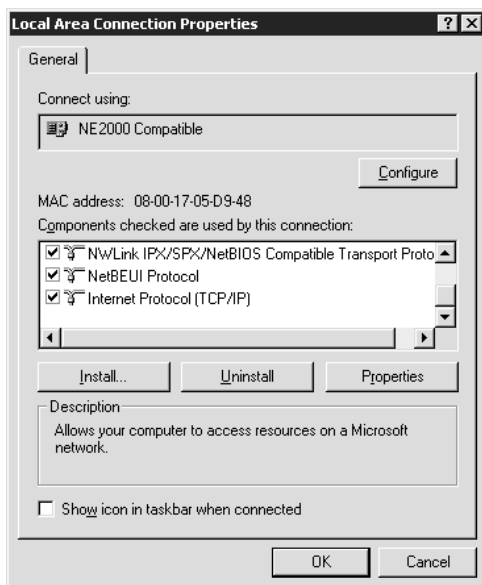 Local Area Connection Properties
General
Connect using:
NE2000 Compatible
Configure
MAC address: 08-00-17-05-D9-48
Components checked are used by this connection:
NWLink IPX/SPX/NetBIOS Compatible Transport Proto
NetBEUI Protocol
Internet Protocol (TCP/IP)
Install... Uninstall Properties
Description
Allows your computer to access resources on a Microsoft
network.
Show icon in taskbar when connected
OK Cancel